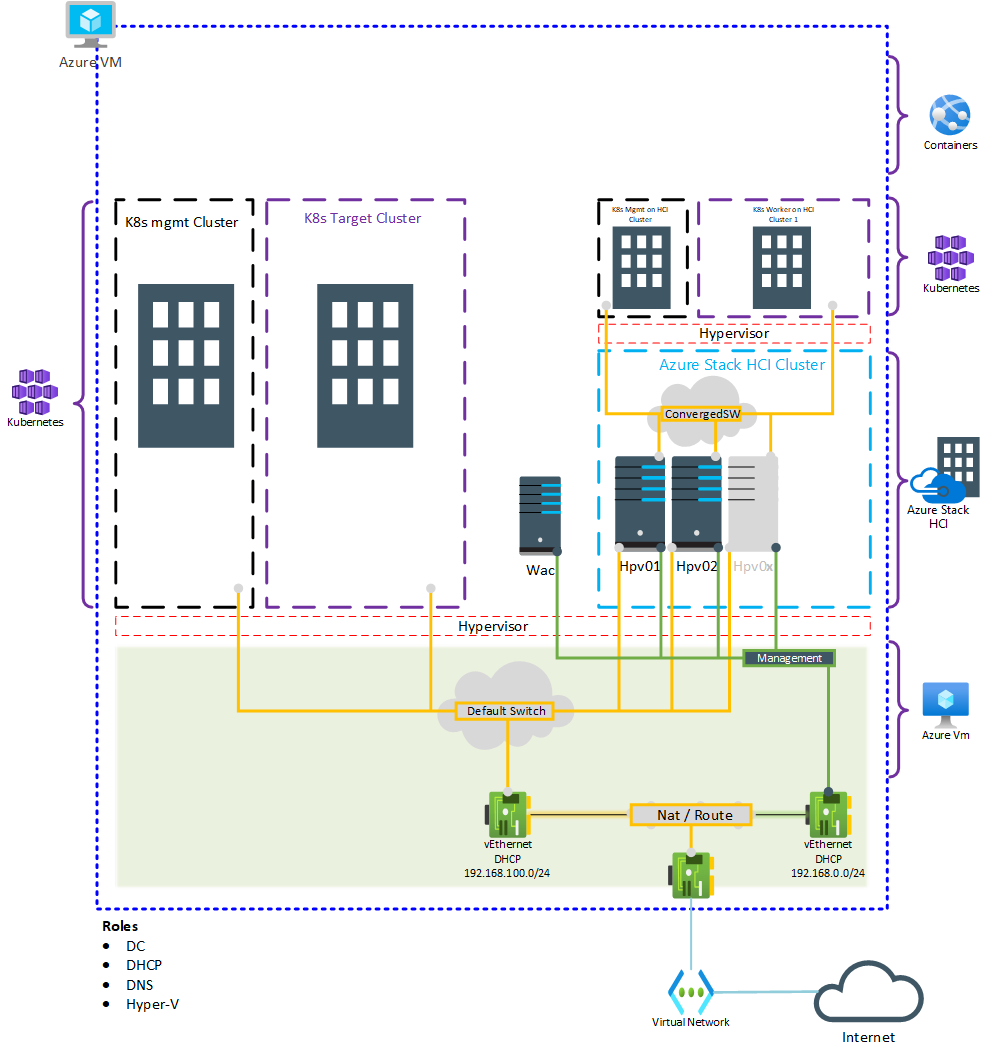 Azure VM
Containers
K8s mgmt Cluster
K8s Target Cluster
K8s Mgmt on HCI
Cluster
K8s Worker on HCI
Cluster 1
Kubernetes
Hypervisor
Azure Stack HCI Cluster
Kubernetes
ConvergedSW
Azure Stack
HCI
Wac
Hpv01
Hpv02
Hpv0x
Hypervisor
Management
Default Switch
Azure Vm
Nat / Route
vEthernet
DHCP
192.168.100.0/24
vEthernet
DHCP
192.168.0.0/24
Roles
• DC
• DHCP
• DNS
• Hyper-V
Virtual Network
Internet